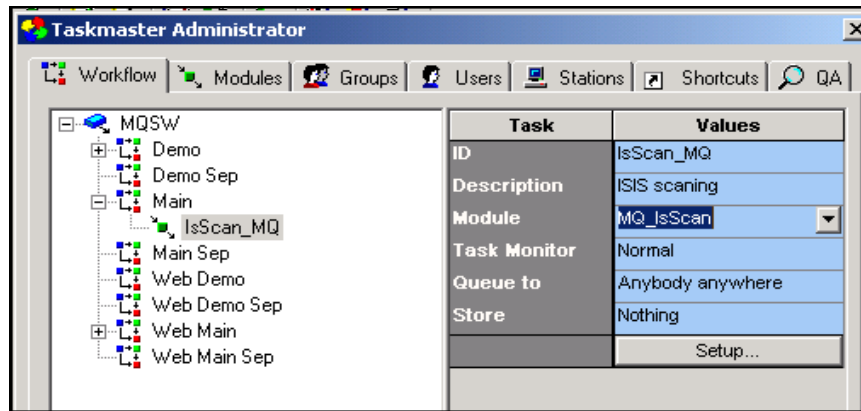 Taskmaster Administrator
Workflow Modules Groups Users Stations Shortcuts QA
MQSW
Demo
Demo Sep
Main
IsScan_MQ
Main Sep
Web Demo
Web Demo Sep
Web Main
Web Main Sep
Task Values
ID IsScan_MQ
Description ISIS scaning
Module MQ_IsScan
Task Monitor Normal
Queue to Anybody anywhere
Store Nothing
Setup...